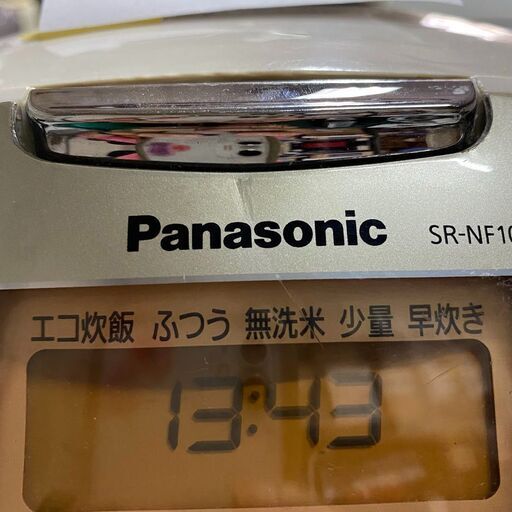 Panasonic SR-NF10
エコ炊飯 ふつう 無洗米 少量 早炊き
13:43